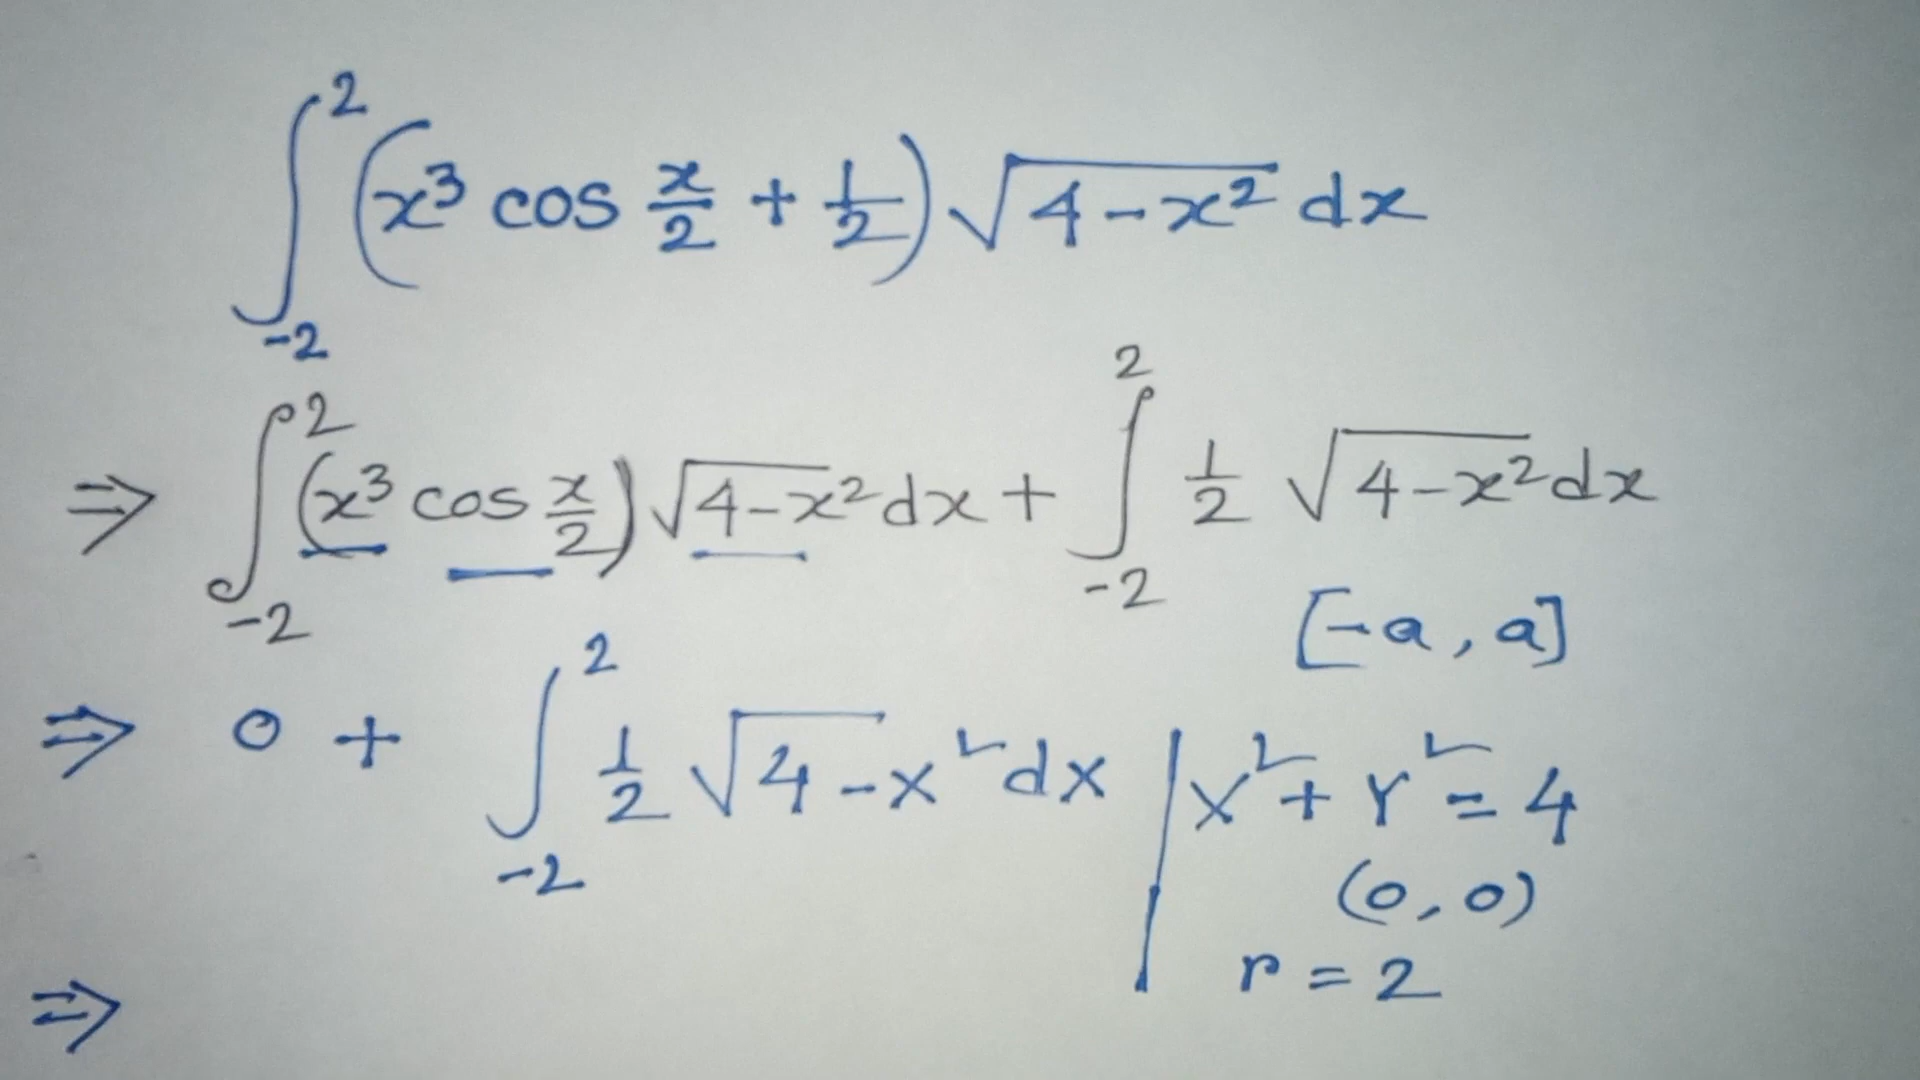 ∫_{-2}^{2} (x³ cos x/2 + 1/2) √(4-x²) dx
⇒ ∫_{-2}^{2} (x³ cos x/2) √(4-x²) dx + ∫_{-2}^{2} 1/2 √(4-x²) dx
[-a, a]
⇒ 0 + ∫_{-2}^{2} 1/2 √(4-x²) dx | x² + Y² = 4
(0, 0)
r = 2
⇒